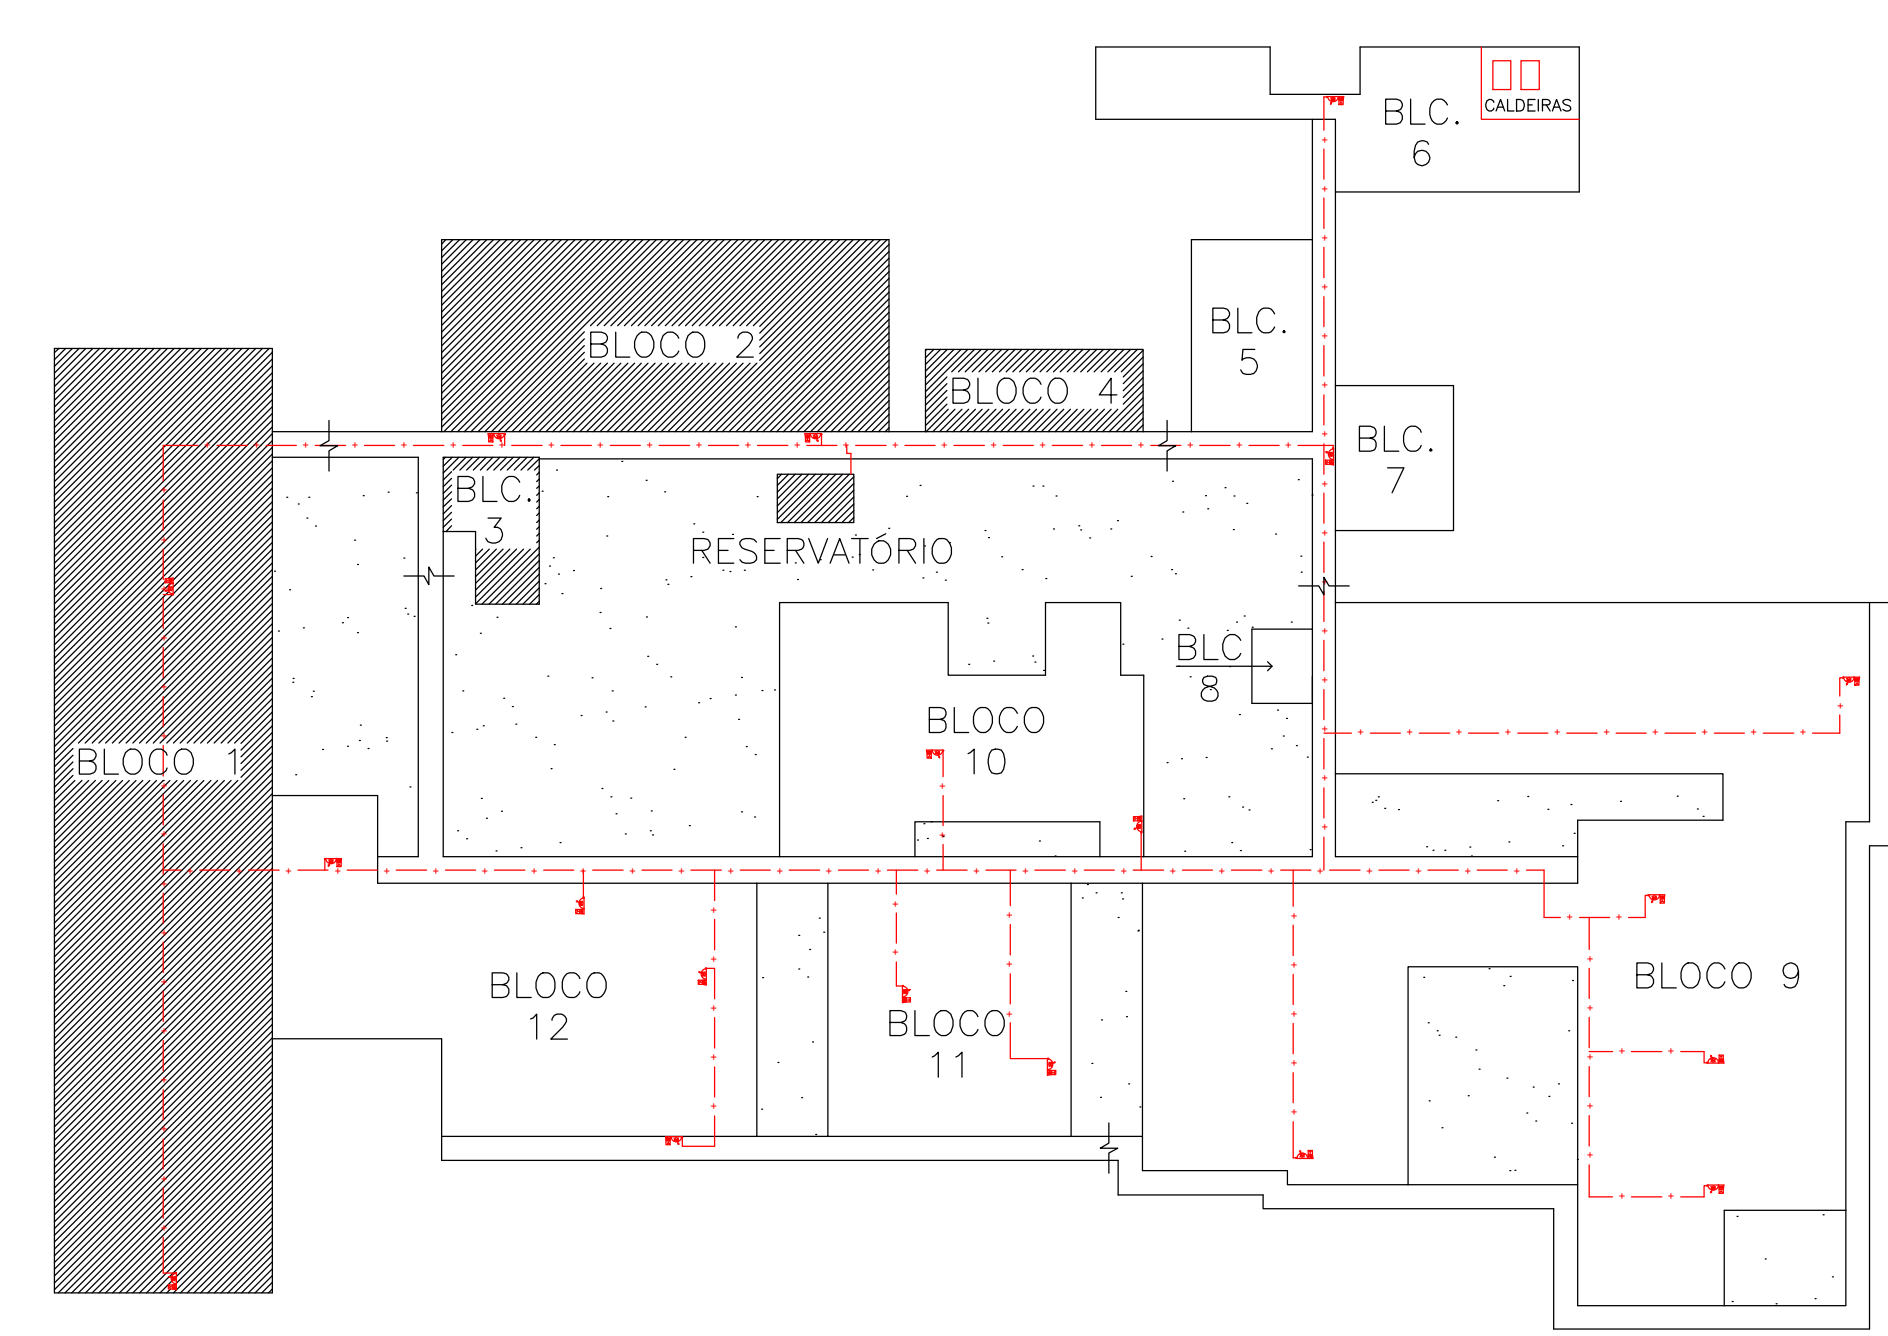 BLC.
6
CALDEIRAS
BLOCO 2
BLOCO 4
BLC.
5
BLC.
7
BLC.
3
RESERVATÓRIO
BLC
8
BLOCO 1
BLOCO
10
BLOCO
12
BLOCO
11
BLOCO 9